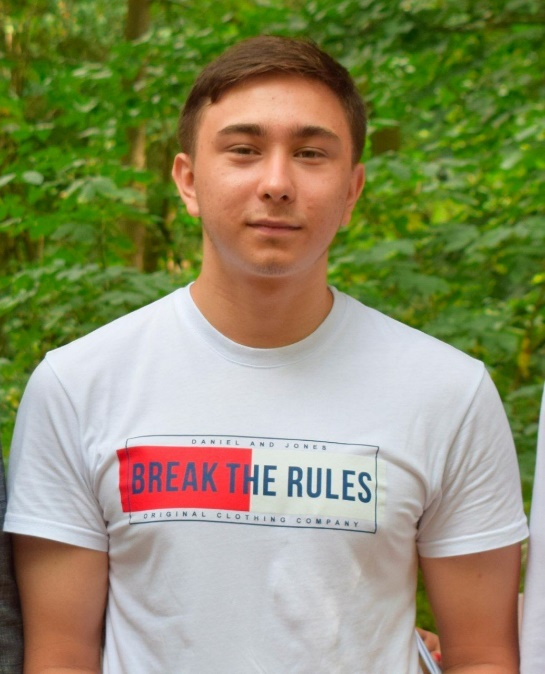 DANIEL AND JONES
BREAK THE RULES
ORIGINAL CLOTHING COMPANY